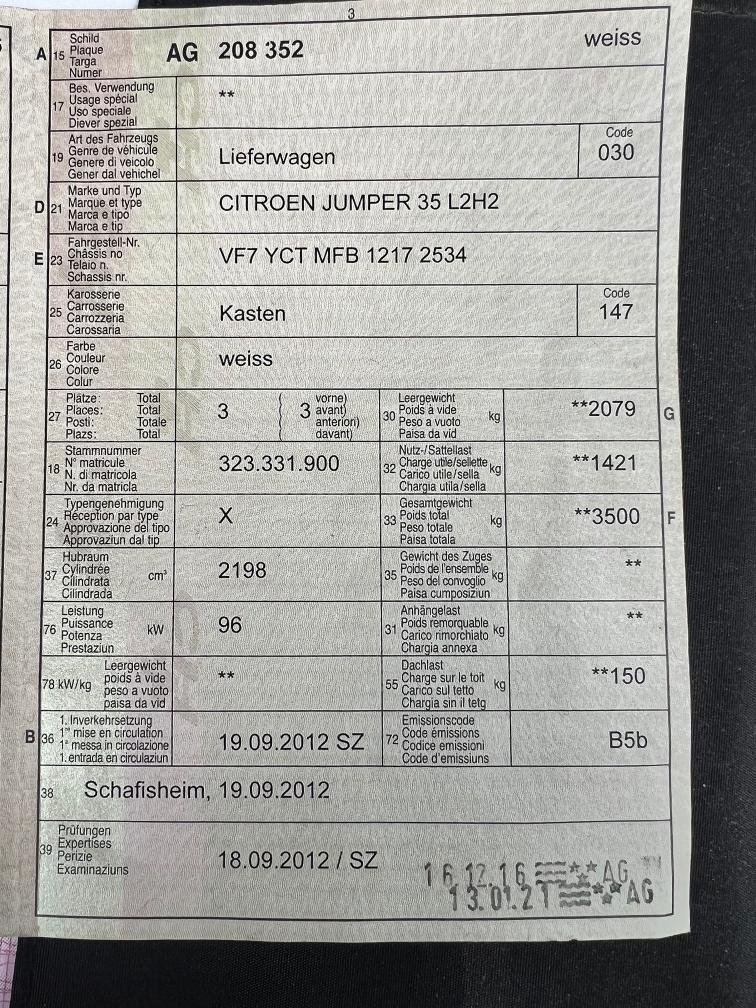 3
A 15 Schild
Plaque
Targa
Numer
AG 208 352 weiss
17 Bes. Verwendung
Usage spécial
Uso speciale
Diever spezial
**
19 Art des Fahrzeugs
Genre de véhicule
Genere di veicolo
Gener dal vehichel
Lieferwagen
Code
030
D 21 Marke und Typ
Marque et type
Marca e tipo
Marca e tip
CITROEN JUMPER 35 L2H2
E 23 Fahrgestell-Nr.
Châssis no
Telaio n.
Schassis nr.
VF7 YCT MFB 1217 2534
25 Karosserie
Carrosserie
Carrozzeria
Carossaria
Kasten
Code
147
26 Farbe
Couleur
Colore
Colur
weiss
27 Plätze: Total
Places: Total
Posti: Totale
Plazs: Total
3 ( 3 vorne)
avant)
anteriori)
davant)
30 Leergewicht
Poids à vide
Peso a vuoto
Paisa da vid
kg
**2079 G
18 Stammnummer
N° matricule
N. di matricola
Nr. da matricla
323.331.900
32 Nutz-/Sattellast
Charge utile/sellette
Carico utile/sella
Chargia utila/sella
kg
**1421
24 Typengenehmigung
Réception par type
Approvazione del tipo
Approvaziun dal tip
X
33 Gesamtgewicht
Poids total
Peso totale
Paisa totala
kg
**3500 F
37 Hubraum
Cylindrée
Cilindrata
Cilindrada
cm³
2198
35 Gewicht des Zuges
Poids de l'ensemble
Peso del convoglio
Paisa cumposiziun
kg
**
76 Leistung
Puissance
Potenza
Prestaziun
kW
96
31 Anhängelast
Poids remorquable
Carico rimorchiato
Chargia annexa
kg
**
78 kW/kg Leergewicht
poids à vide
peso a vuoto
paisa da vid
**
55 Dachlast
Charge sur le toit
Carico sul tetto
Chargia sin il tetg
kg
**150
B 36 1. Inverkehrsetzung
1re mise en circulation
1a messa in circolazione
1. entrada en circulaziun
19.09.2012 SZ
72 Emissionscode
Code émissions
Codice emissioni
Code d'emissiuns
B5b
38 Schafisheim, 19.09.2012
39 Prüfungen
Expertises
Perizie
Examinaziuns
18.09.2012 / SZ
16.12.16 AG
13.01.21 AG